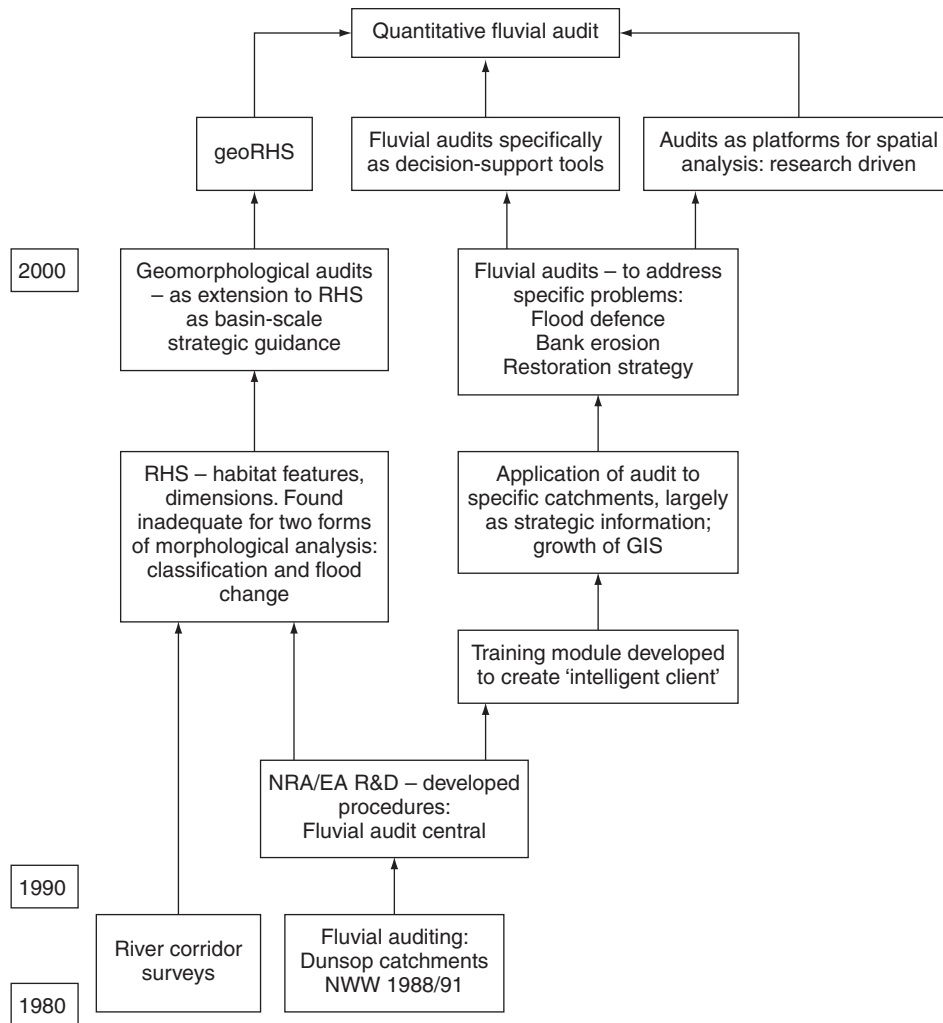 Quantitative fluvial audit
geoRHS
Fluvial audits specifically
as decision-support tools
Audits as platforms for spatial
analysis: research driven
2000
Geomorphological audits
– as extension to RHS
as basin-scale
strategic guidance
Fluvial audits – to address
specific problems:
Flood defence
Bank erosion
Restoration strategy
RHS – habitat features,
dimensions. Found
inadequate for two forms
of morphological analysis:
classification and flood
change
Application of audit to
specific catchments, largely
as strategic information;
growth of GIS
Training module developed
to create ‘intelligent client’
NRA/EA R&D – developed
procedures:
Fluvial audit central
1990
River corridor
surveys
Fluvial auditing:
Dunsop catchments
NWW 1988/91
1980